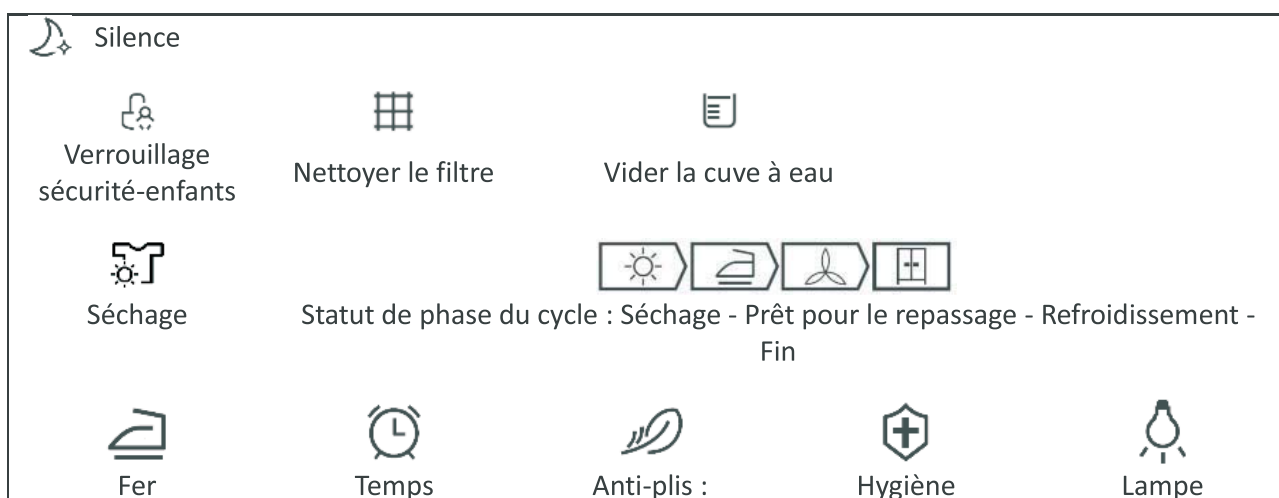 Silence
Verrouillage
sécurité-enfants
Nettoyer le filtre
Vider la cuve à eau
Séchage
Statut de phase du cycle : Séchage - Prêt pour le repassage - Refroidissement -
Fin
Fer
Temps
Anti-plis :
Hygiène
Lampe